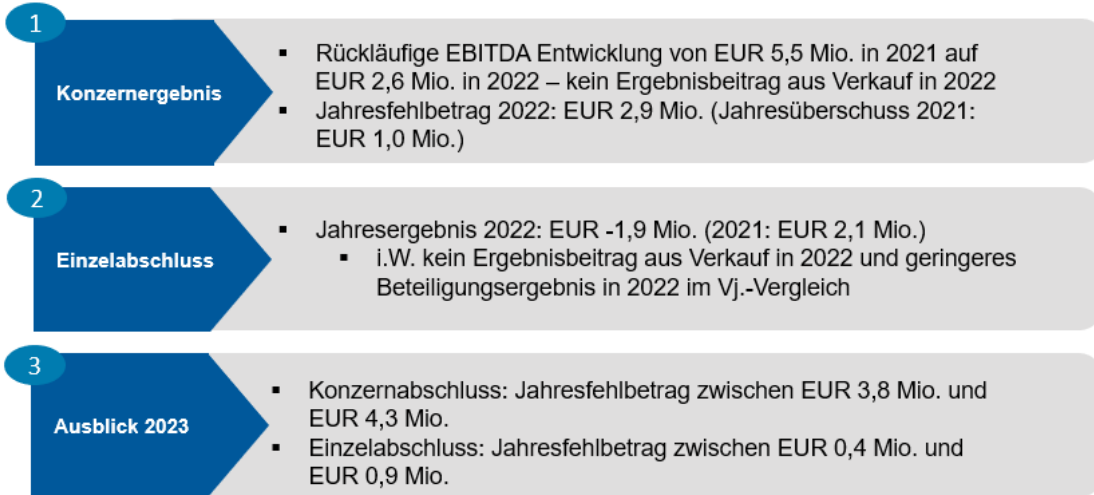 1
Konzernergebnis
▪ Rückläufige EBITDA Entwicklung von EUR 5,5 Mio. in 2021 auf
EUR 2,6 Mio. in 2022 – kein Ergebnisbeitrag aus Verkauf in 2022
▪ Jahresfehlbetrag 2022: EUR 2,9 Mio. (Jahresüberschuss 2021:
EUR 1,0 Mio.)
2
Einzelabschluss
▪ Jahresergebnis 2022: EUR -1,9 Mio. (2021: EUR 2,1 Mio.)
▪ i.W. kein Ergebnisbeitrag aus Verkauf in 2022 und geringeres
Beteiligungsergebnis in 2022 im Vj.-Vergleich
3
Ausblick 2023
▪ Konzernabschluss: Jahresfehlbetrag zwischen EUR 3,8 Mio. und
EUR 4,3 Mio.
▪ Einzelabschluss: Jahresfehlbetrag zwischen EUR 0,4 Mio. und
EUR 0,9 Mio.